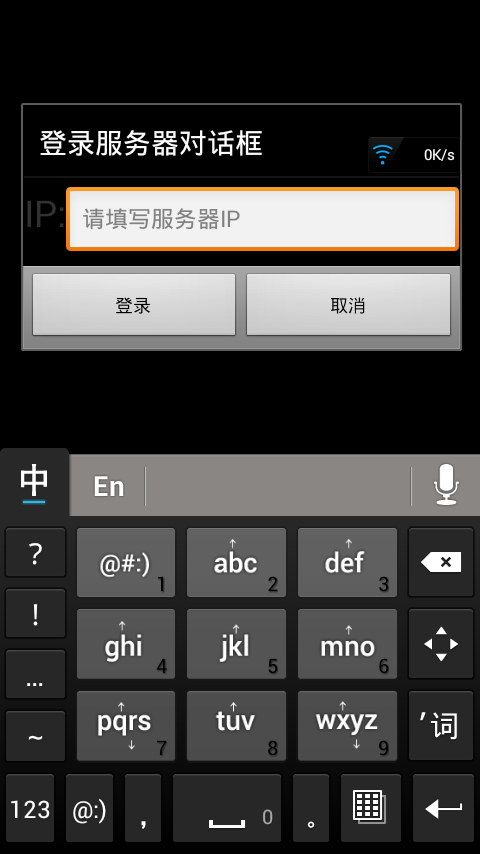 登录服务器对话框
0K/s
IP:
请填写服务器IP
登录 取消
中 En
? @#:) 1 abc 2 def 3
! ghi 4 jkl 5 mno 6
... pqrs 7 tuv 8 wxyz 9 '词
~
123 @:) , 0 。